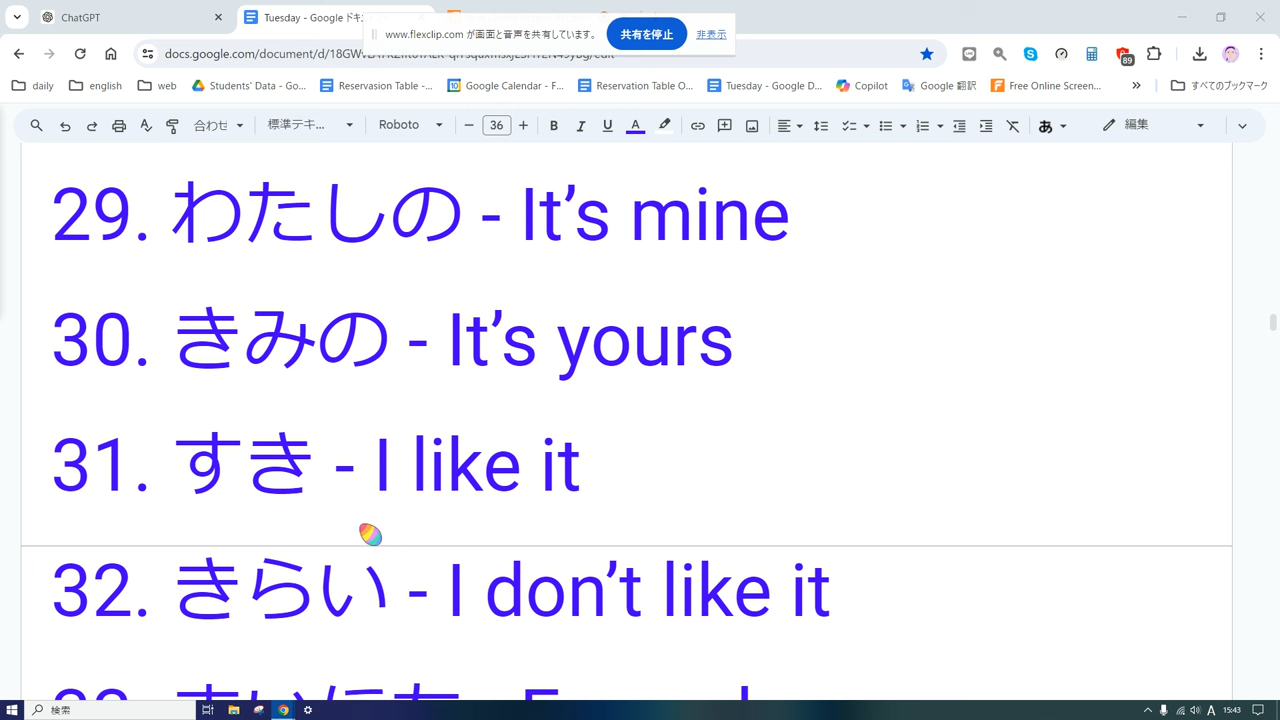 ChatGPT
Tuesday - Google ドキ
www.flexclip.com が画面と音声を共有しています。
共有を停止
非表示
89
daily
english
web
Students' Data - Go...
Reservasion Table -...
Google Calendar - F...
Reservation Table O...
Tuesday - Google D...
Copilot
Google 翻訳
Free Online Screen...
すべてのブックマーク
合わせ
標準テキ...
Roboto
36
B
I
U
A
あ
編集
29. わたしの - It’s mine
30. きみの - It’s yours
31. すき - I like it
32. きらい - I don’t like it
検索
A
15:43